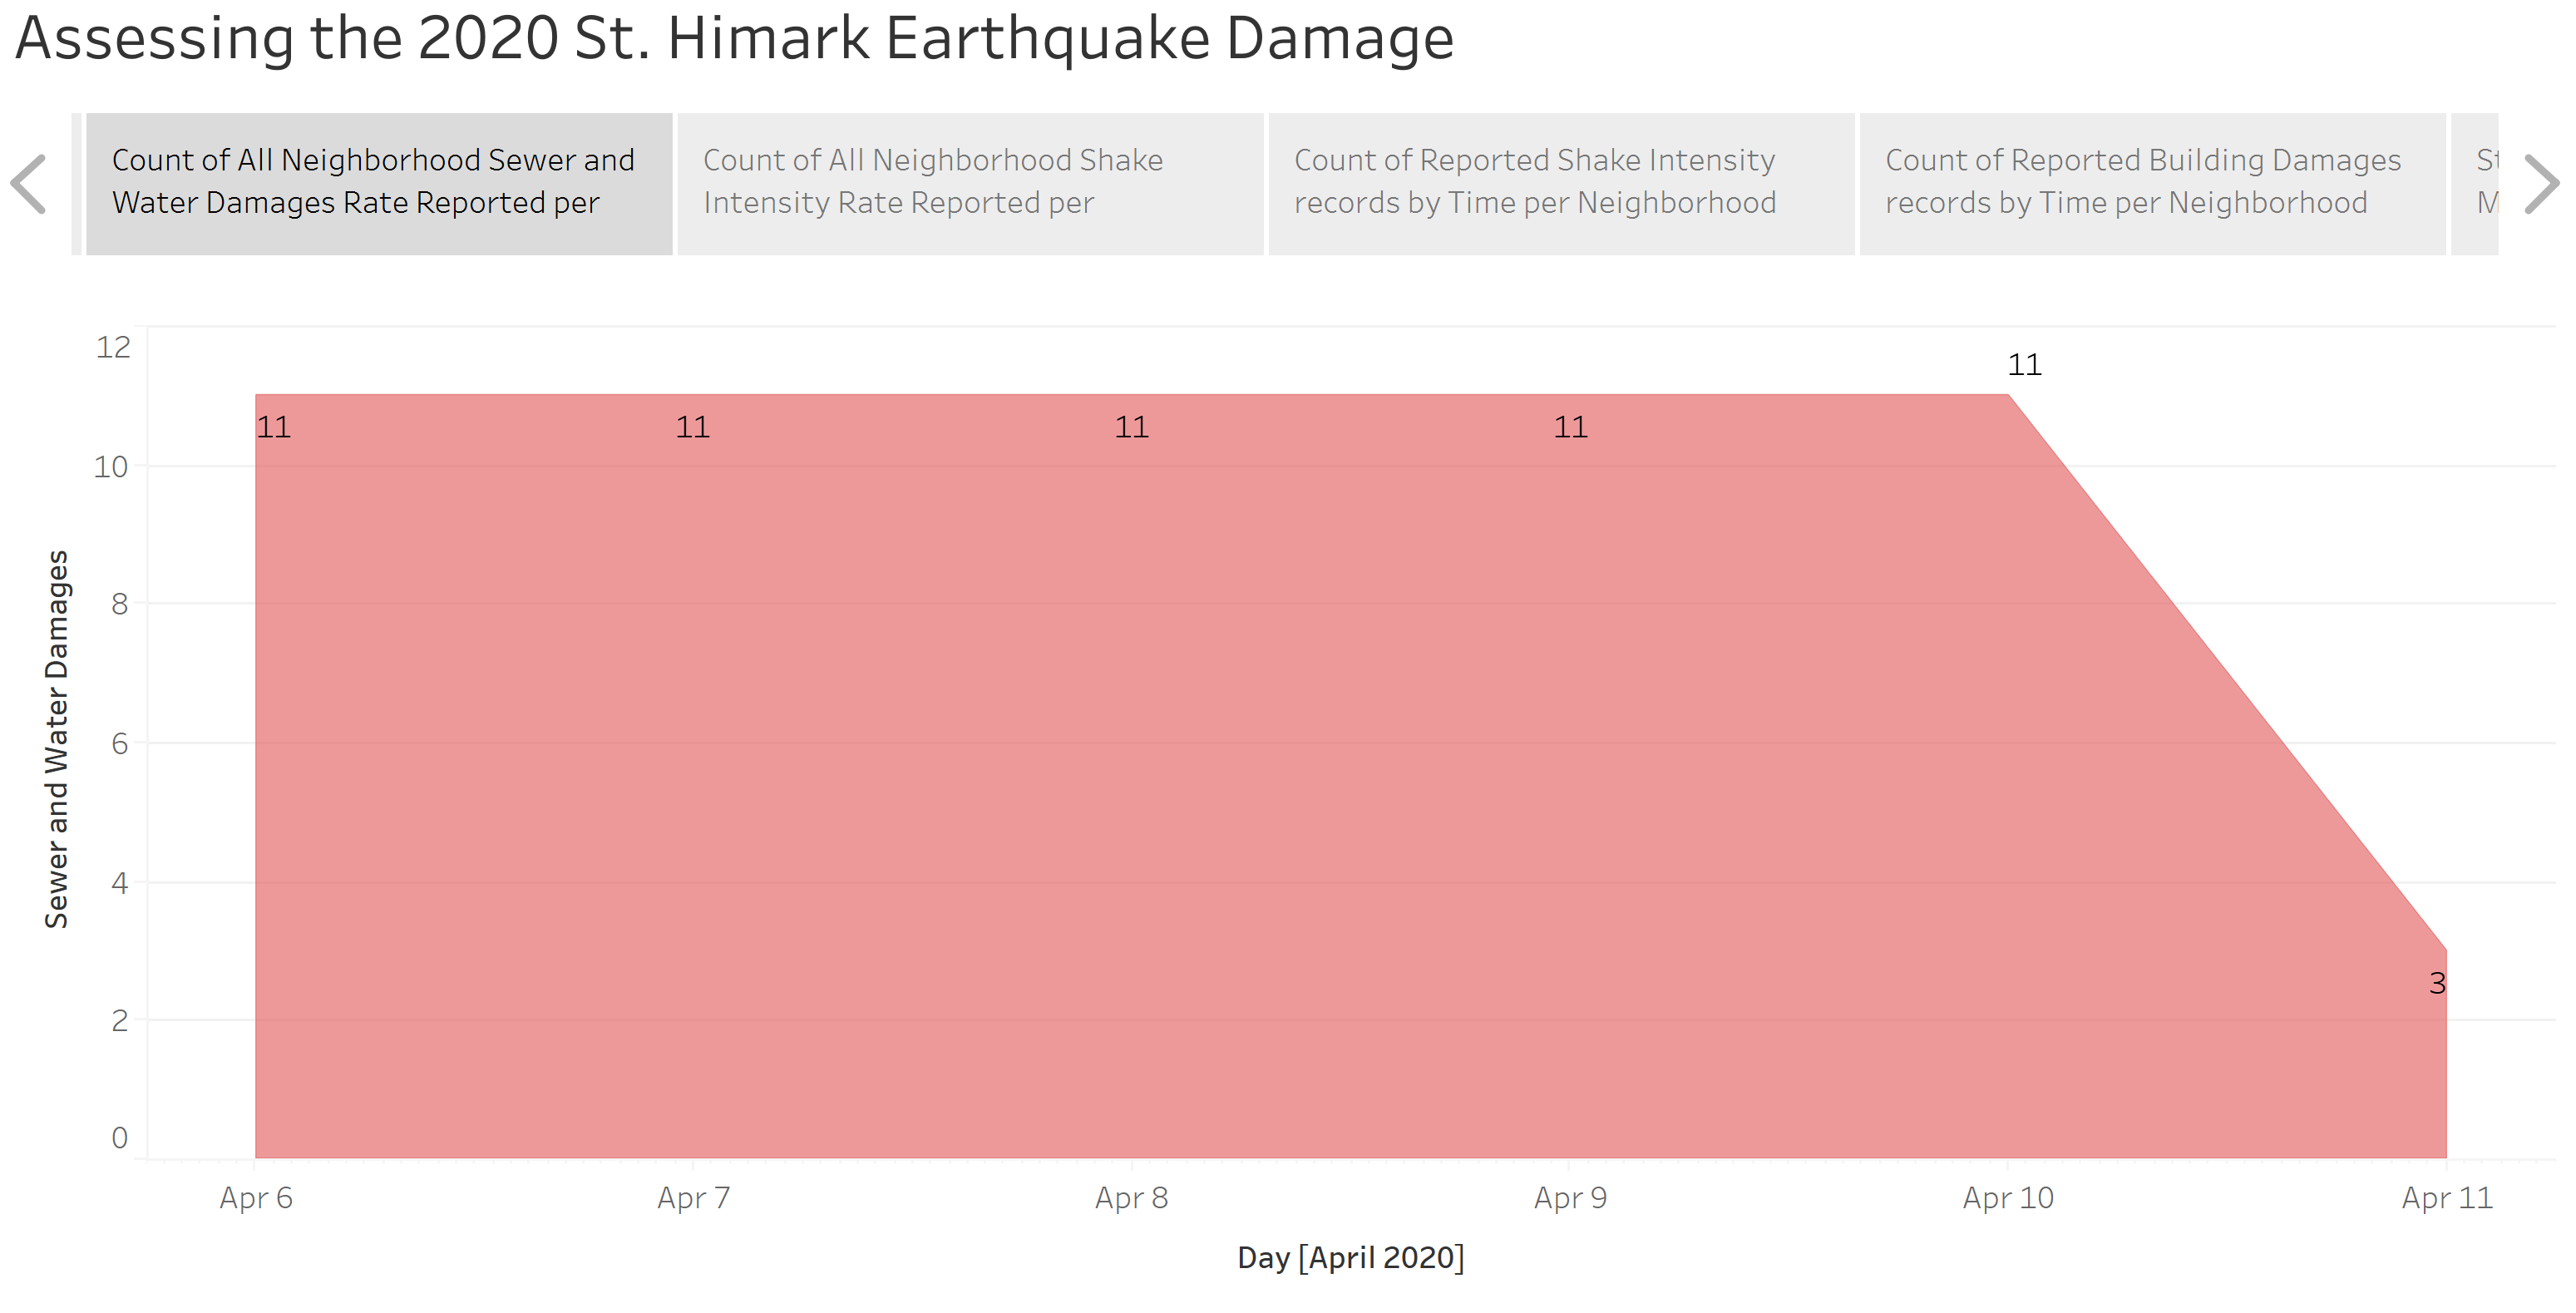 Assessing the 2020 St. Himark Earthquake Damage
Count of All Neighborhood Sewer and
Water Damages Rate Reported per
Count of All Neighborhood Shake
Intensity Rate Reported per
Count of Reported Shake Intensity
records by Time per Neighborhood
Count of Reported Building Damages
records by Time per Neighborhood
Sewer and Water Damages
12
10
8
6
4
2
0
11
11
11
11
11
3
Apr 6
Apr 7
Apr 8
Apr 9
Apr 10
Apr 11
Day [April 2020]